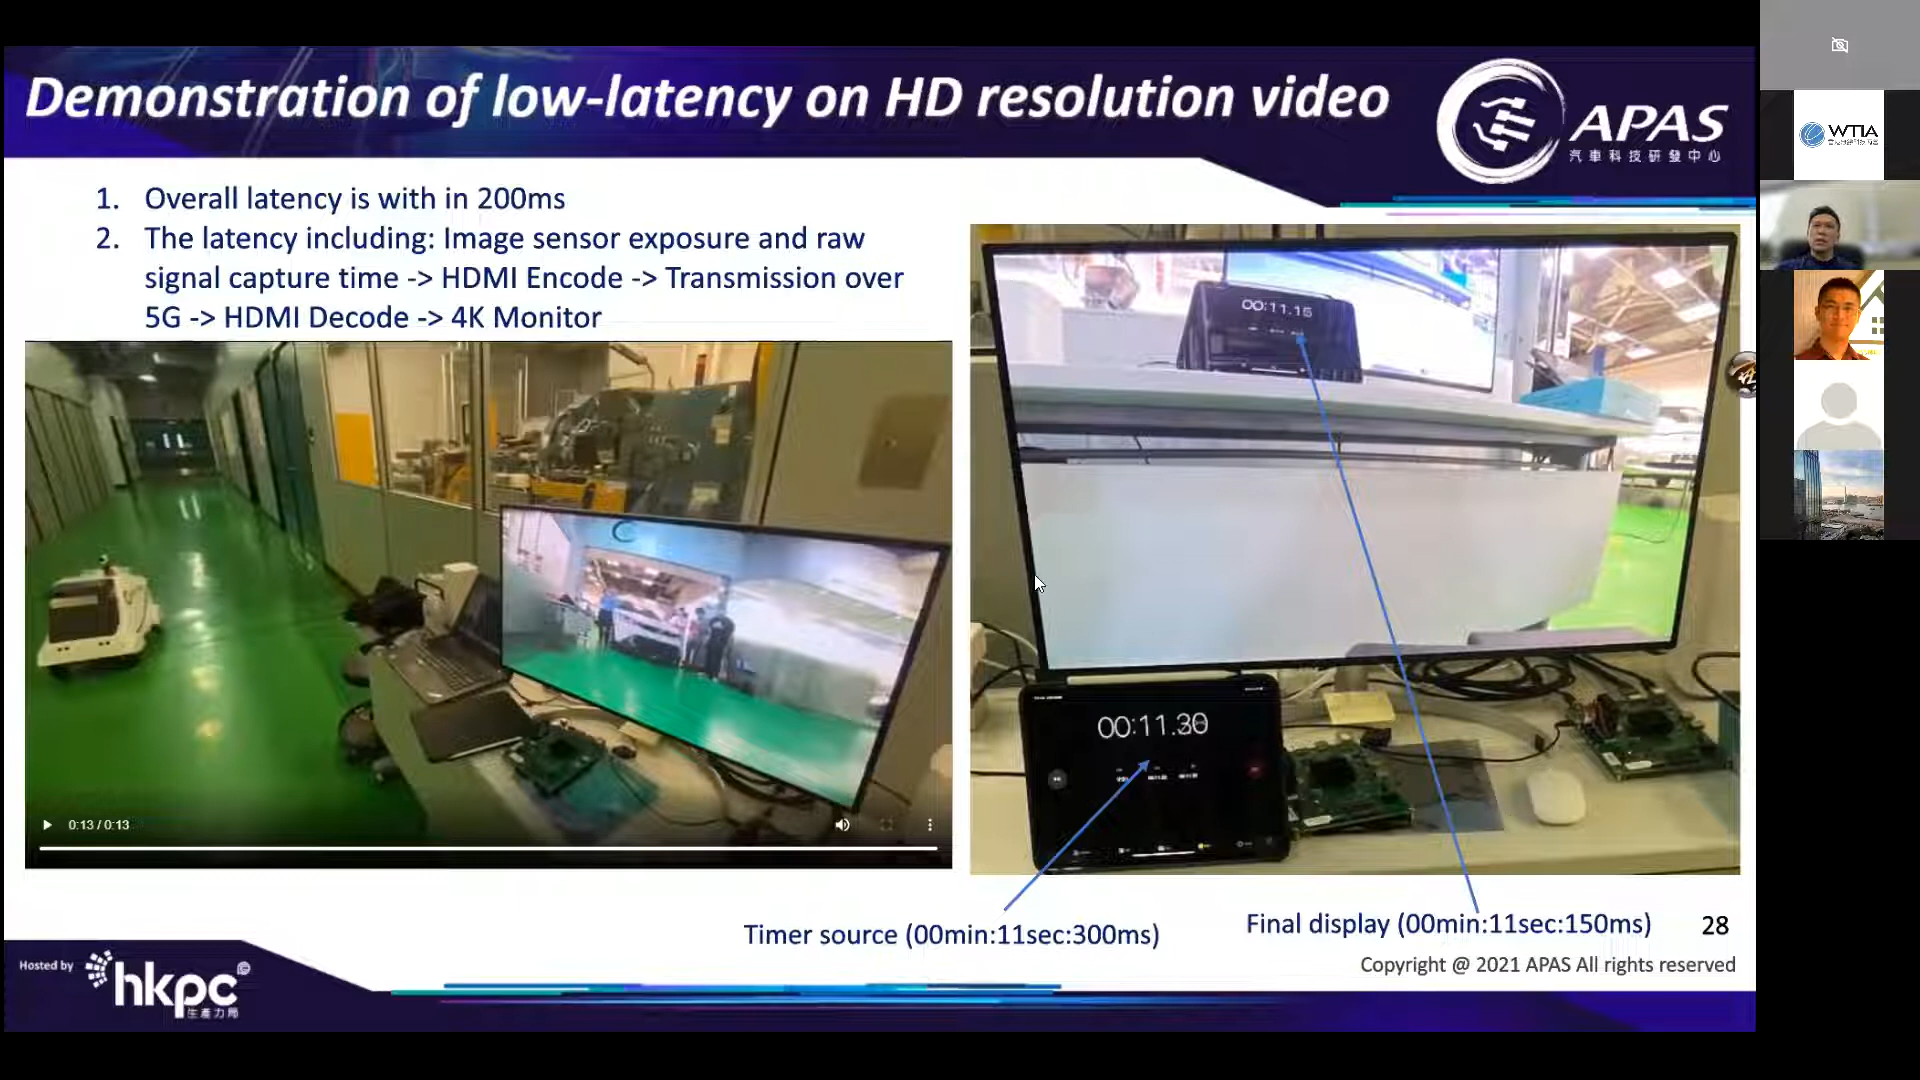 Demonstration of low-latency on HD resolution video
APAS
汽車科技研發中心
WTIA
1. Overall latency is with in 200ms
2. The latency including: Image sensor exposure and raw
signal capture time -> HDMI Encode -> Transmission over
5G -> HDMI Decode -> 4K Monitor
00:11.15
00:11.30
0:13 / 0:13
Timer source (00min:11sec:300ms)
Final display (00min:11sec:150ms)
28
Copyright @ 2021 APAS All rights reserved
Hosted by
hkpc
生產力局